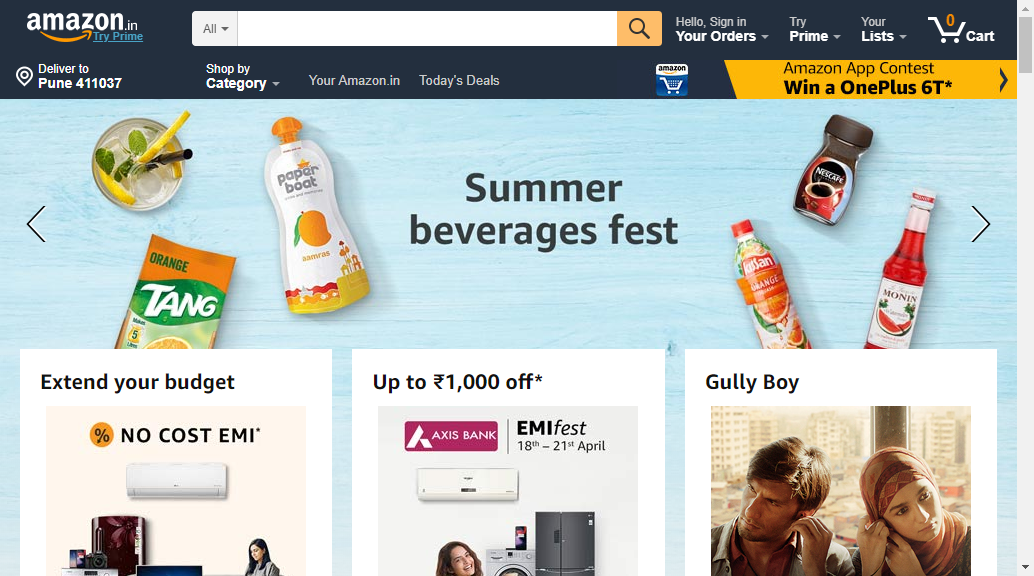 amazon.in
Try Prime
All
Hello, Sign in
Your Orders
Try
Prime
Your
Lists
0
Cart
Deliver to
Pune 411037
Shop by
Category
Your Amazon.in
Today's Deals
amazon
Amazon App Contest
Win a OnePlus 6T*
Summer
beverages fest
paper
boat
aamras
ORANGE
TANG
Makes
5
NESCAFÉ
ORANGE
MONIN
Extend your budget
Up to ₹1,000 off*
Gully Boy
% NO COST EMI*
AXIS BANK
EMIfest
18th – 21st April